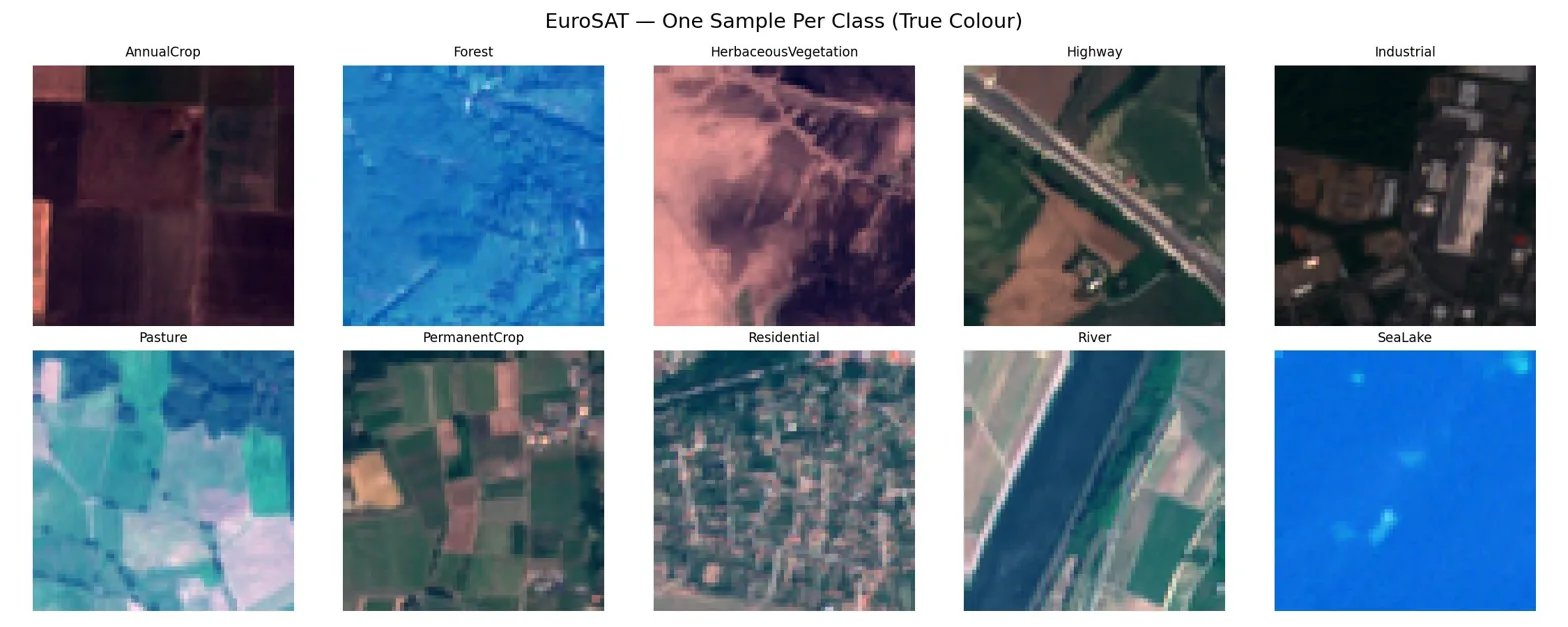 EuroSAT — One Sample Per Class (True Colour)
AnnualCrop
Forest
HerbaceousVegetation
Highway
Industrial
Pasture
PermanentCrop
Residential
River
SeaLake